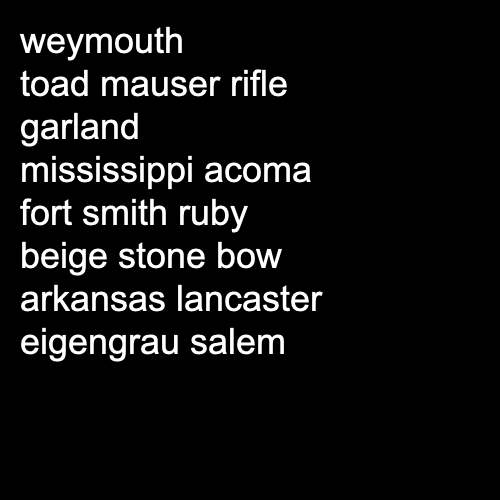 weymouth
toad mauser rifle
garland
mississippi acoma
fort smith ruby
beige stone bow
arkansas lancaster
eigengrau salem